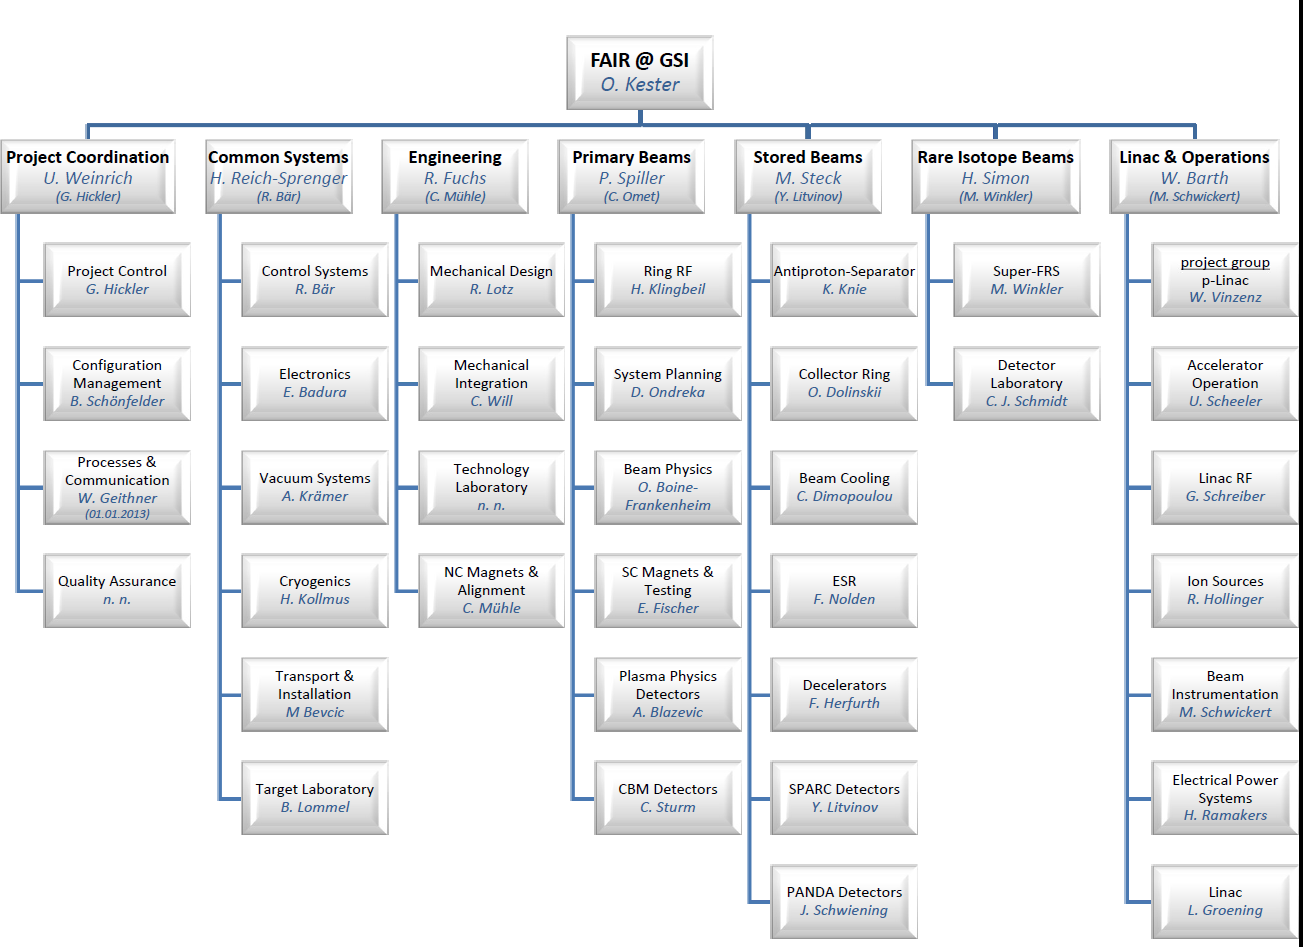 FAIR @ GSI
O. Kester
Project Coordination
U. Weinrich
(G. Hickler)
Project Control
G. Hickler
Configuration
Management
B. Schönfelder
Processes &
Communication
W. Geithner
(01.01.2013)
Quality Assurance
n. n.
Common Systems
H. Reich-Sprenger
(R. Bär)
Control Systems
R. Bär
Electronics
E. Badura
Vacuum Systems
A. Krämer
Cryogenics
H. Kollmus
Transport &
Installation
M Bevcic
Target Laboratory
B. Lommel
Engineering
R. Fuchs
(C. Mühle)
Mechanical Design
R. Lotz
Mechanical
Integration
C. Will
Technology
Laboratory
n. n.
NC Magnets &
Alignment
C. Mühle
Primary Beams
P. Spiller
(C. Omet)
Ring RF
H. Klingbeil
System Planning
D. Ondreka
Beam Physics
O. Boine-
Frankenheim
SC Magnets &
Testing
E. Fischer
Plasma Physics
Detectors
A. Blazevic
CBM Detectors
C. Sturm
Stored Beams
M. Steck
(Y. Litvinov)
Antiproton-Separator
K. Knie
Collector Ring
O. Dolinskii
Beam Cooling
C. Dimopoulou
ESR
F. Nolden
Decelerators
F. Herfurth
SPARC Detectors
Y. Litvinov
PANDA Detectors
J. Schwiening
Rare Isotope Beams
H. Simon
(M. Winkler)
Super-FRS
M. Winkler
Detector
Laboratory
C. J. Schmidt
Linac & Operations
W. Barth
(M. Schwickert)
project group
p-Linac
W. Vinzenz
Accelerator
Operation
U. Scheeler
Linac RF
G. Schreiber
Ion Sources
R. Hollinger
Beam
Instrumentation
M. Schwickert
Electrical Power
Systems
H. Ramakers
Linac
L. Groening